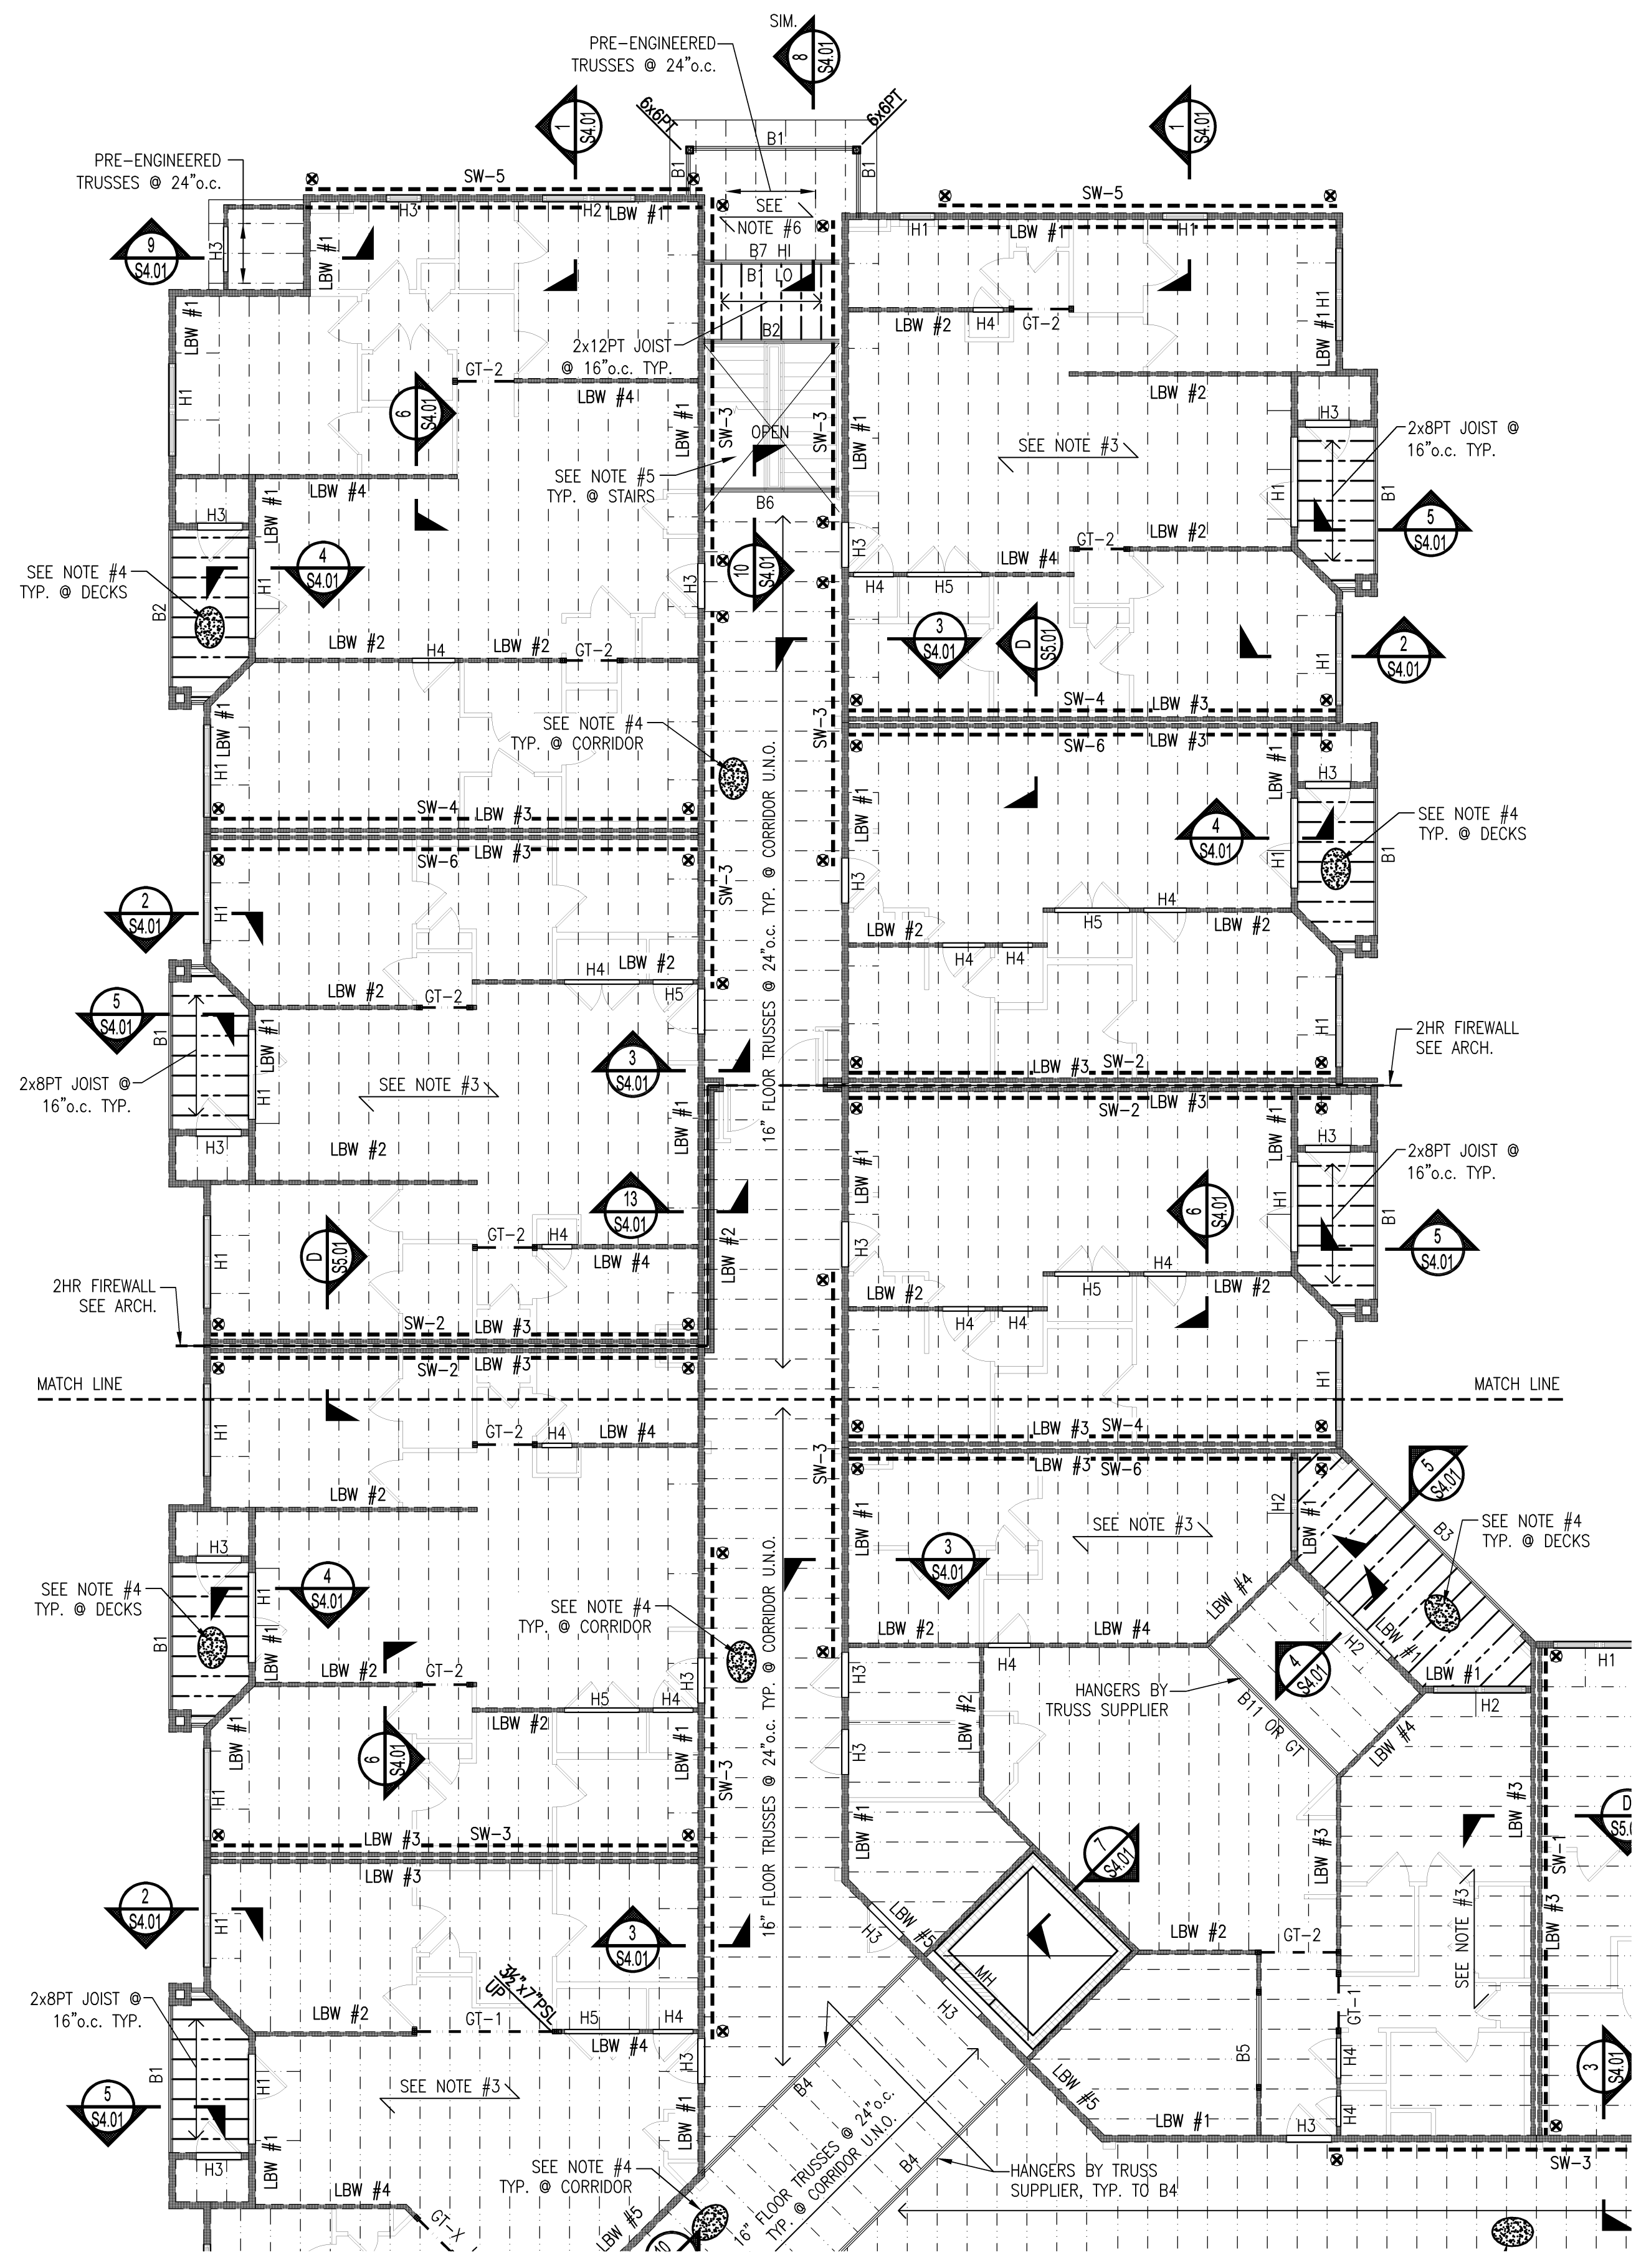 SIM.
8
S4.01
PRE-ENGINEERED
TRUSSES @ 24"o.c.
6x6PT
6x6PT
1
S4.01
1
S4.01
B1
B1
B1
PRE-ENGINEERED
TRUSSES @ 24"o.c.
SW-5
SW-5
H3
H2
LBW #1
SEE
NOTE #6
H1
LBW #1
H1
9
S4.01
H3
LBW #1
B7 HI
B1 LO
LBW #1
H1
LBW #1
H1
LBW #2
H4
GT-2
B2
2x12PT JOIST
@ 16"o.c. TYP.
GT-2
LBW #4
LBW #2
6
S4.01
LBW #1
SW-3
SW-3
LBW #1
OPEN
H3
2x8PT JOIST @
16"o.c. TYP.
SEE NOTE #3
SEE NOTE #5
TYP. @ STAIRS
LBW #4
LBW #1
B6
H1
B1
5
S4.01
H3
GT-2
LBW #2
4
S4.01
10
S4.01
H3
H3
LBW #4
H4
H5
SEE NOTE #4
TYP. @ DECKS
H1
B2
3
S4.01
D
S5.01
2
S4.01
H1
LBW #2
H4
LBW #2
GT-2
SW-4
LBW #3
LBW #1
H1
SEE NOTE #4
TYP. @ CORRIDOR
SW-3
SW-6
LBW #3
LBW #1
H3
16" FLOOR TRUSSES @ 24"o.c. TYP. @ CORRIDOR U.N.O.
SW-4
LBW #3
LBW #1
4
S4.01
SEE NOTE #4
TYP. @ DECKS
H1
B1
SW-6
LBW #3
SW-3
H3
2
S4.01
H1
H5
H4
LBW #2
LBW #2
H4
H4
H4
LBW #2
H5
LBW #2
GT-2
5
S4.01
B1
LBW #1
H1
2x8PT JOIST @
16"o.c. TYP.
H1
2HR FIREWALL
SEE ARCH.
3
S4.01
LBW #3
SW-2
SEE NOTE #3
SW-2
LBW #3
LBW #1
LBW #1
H3
LBW #2
LBW #1
H3
2x8PT JOIST @
16"o.c. TYP.
13
S4.01
6
S4.01
H1
B1
5
S4.01
D
S5.01
H1
GT-2
H4
LBW #4
LBW #2
H3
H5
H4
LBW #2
LBW #2
H4
H4
2HR FIREWALL
SEE ARCH.
SW-2
LBW #3
SW-2
LBW #3
H1
MATCH LINE
MATCH LINE
H1
GT-2
H4
LBW #4
LBW #3
SW-4
SW-3
LBW #3
SW-6
LBW #2
H2
LBW #1
5
S4.01
LBW #1
SEE NOTE #3
B3
SEE NOTE #4
TYP. @ DECKS
H3
3
S4.01
4
S4.01
SEE NOTE #4
TYP. @ DECKS
B1
H1
LBW #1
SEE NOTE #4
TYP. @ CORRIDOR
16" FLOOR TRUSSES @ 24"o.c. TYP. @ CORRIDOR U.N.O.
LBW #4
LBW #2
LBW #4
H4
H2
LBW #1
H1
LBW #2
GT-2
H3
H3
4
S4.01
LBW #1
H2
HANGERS BY
TRUSS SUPPLIER
B11 OR GT
LBW #4
H5
H4
LBW #2
LBW #2
LBW #1
6
S4.01
LBW #1
H3
H1
SW-3
LBW #1
LBW #3
D
LBW #3
SW-3
LBW #3
7
S4.01
LBW #3
SW-1
2
S4.01
H1
3
S4.01
H3
LBW #5
LBW #2
GT-2
SEE NOTE #3
LBW #3
MH
H3
GT-1
2x8PT JOIST @
16"o.c. TYP.
LBW #2
GT-1
3½"x7"PSL
UP
H5
H4
LBW #4
B1
H1
H3
B4
B5
H4
H4
3
S4.01
SEE NOTE #3
5
S4.01
LBW #1
LBW #5
LBW #1
H3
H3
LBW #1
16" FLOOR TRUSSES @ 24"o.c.
TYP. @ CORRIDOR U.N.O.
B4
HANGERS BY TRUSS
SUPPLIER, TYP. TO B4
SW-3
SEE NOTE #4
TYP. @ CORRIDOR
LBW #4
GT-X
LBW #5
10